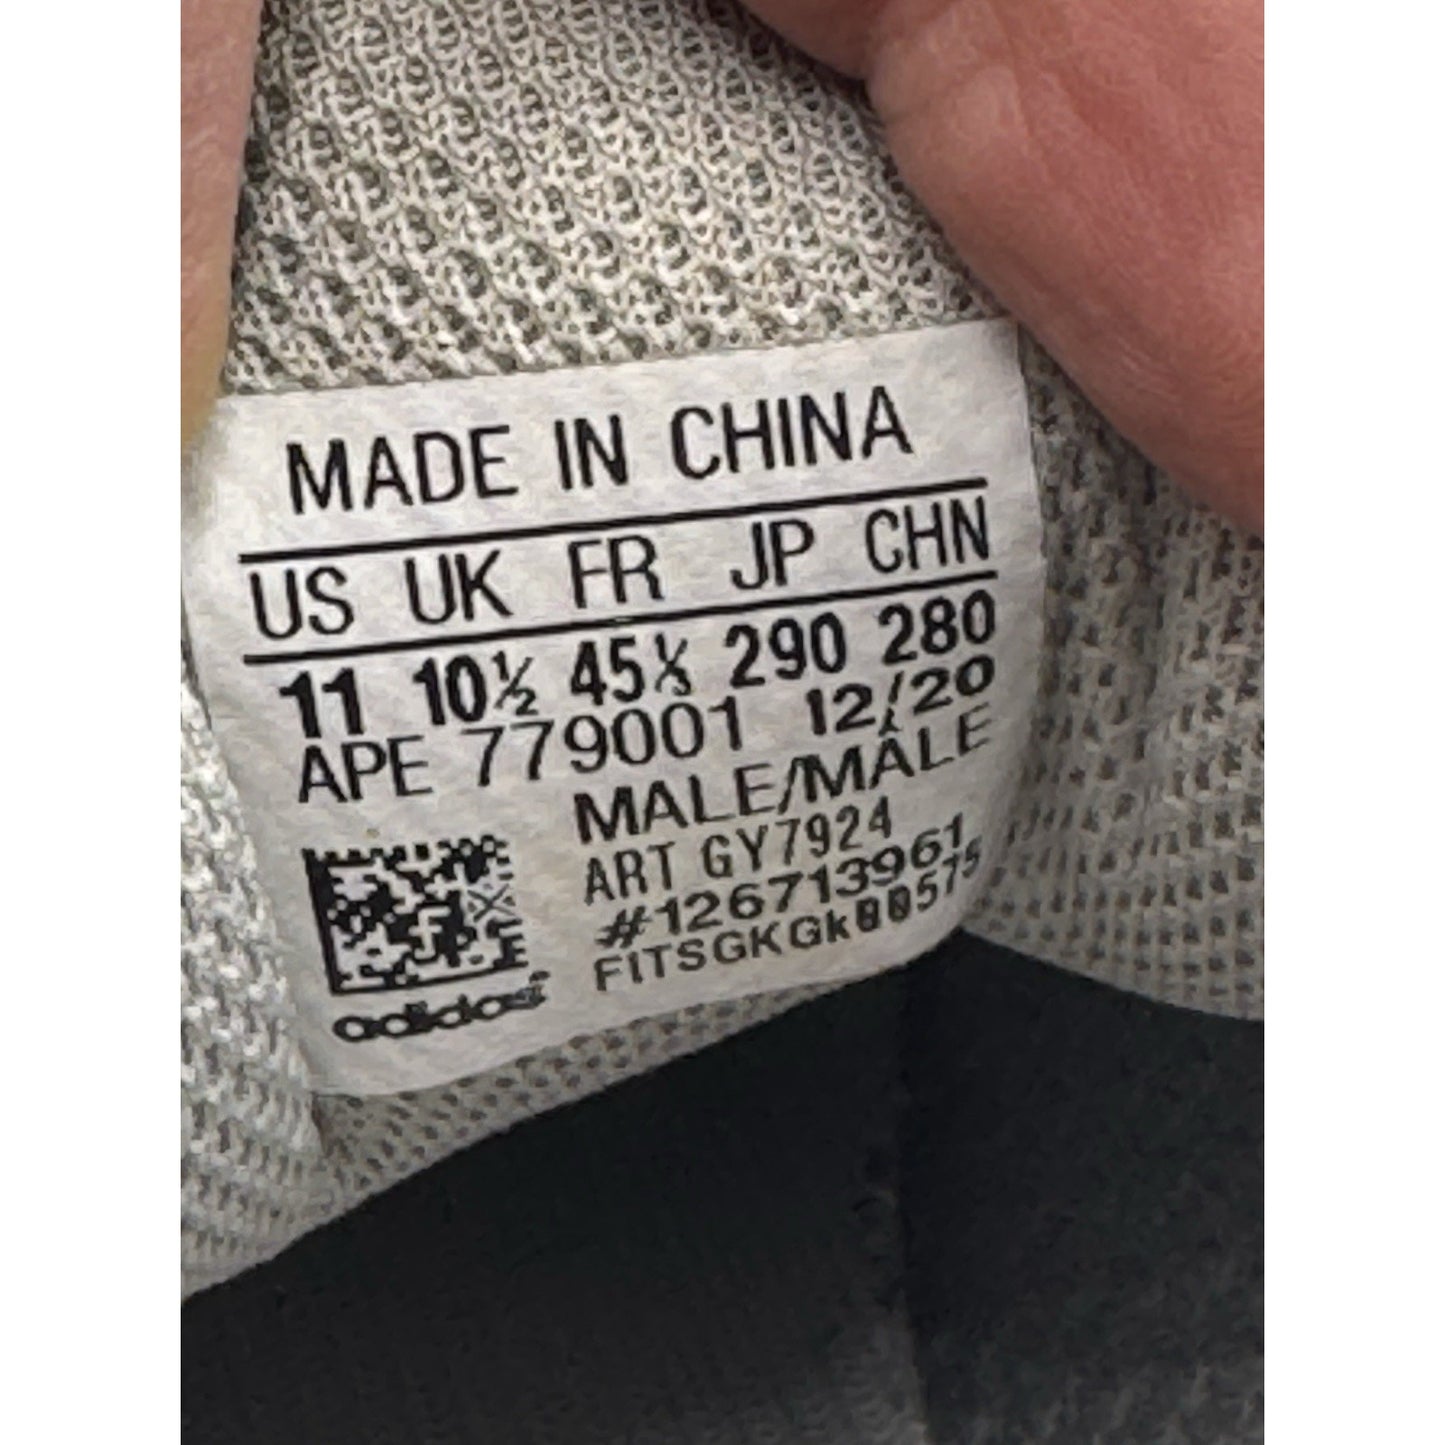 MADE IN CHINA
US UK FR JP CHN
11 10½ 45⅓ 290 280
APE 779001 12/20
MALE/MÂLE
ART GY7924
#126713961
adidas